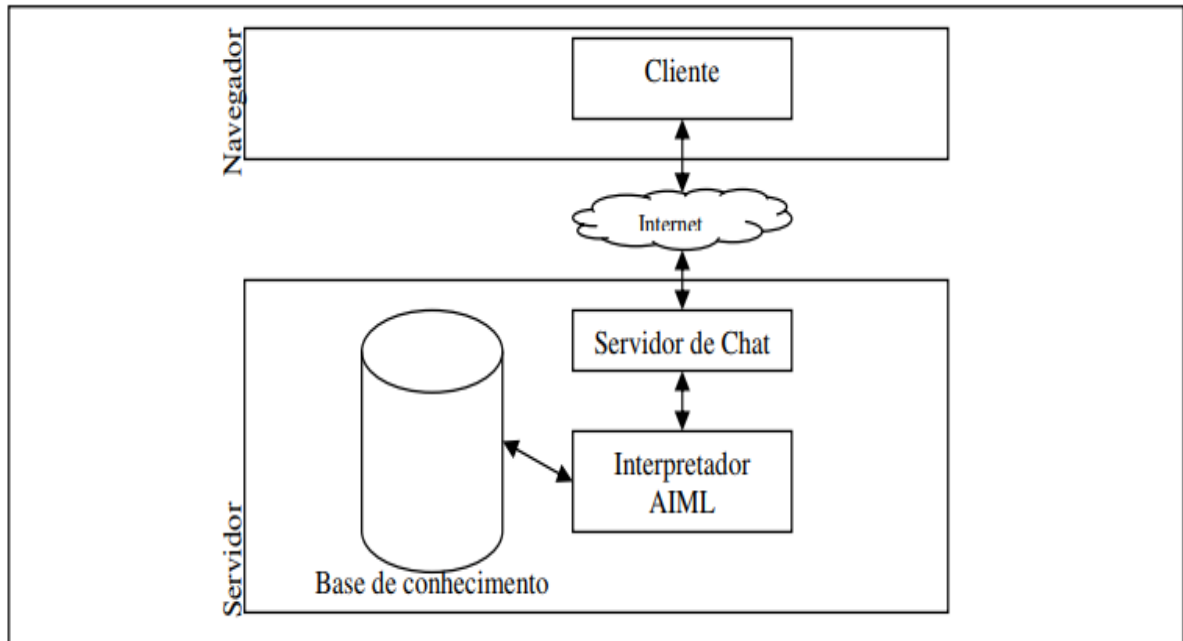 Navegador
Cliente
Internet
Servidor
Servidor de Chat
Interpretador
AIML
Base de conhecimento